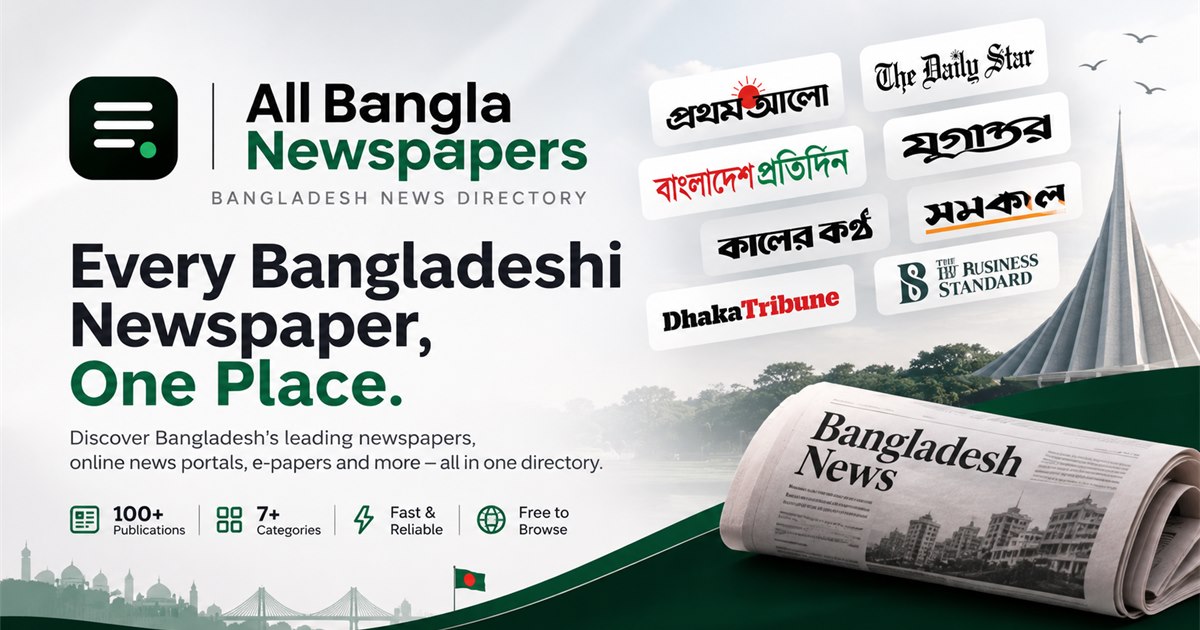 All Bangla
Newspapers
BANGLADESH NEWS DIRECTORY
Every Bangladeshi
Newspaper,
One Place.
Discover Bangladesh's leading newspapers,
online news portals, e-papers and more – all in one directory.
100+
Publications
7+
Categories
Fast &
Reliable
Free to
Browse
প্রথম আলো
The Daily Star
বাংলাদেশ প্রতিদিন
যুগান্তর
কালের কণ্ঠ
সমকাল
DhakaTribune
BUSINESS
STANDARD
Bangladesh
News